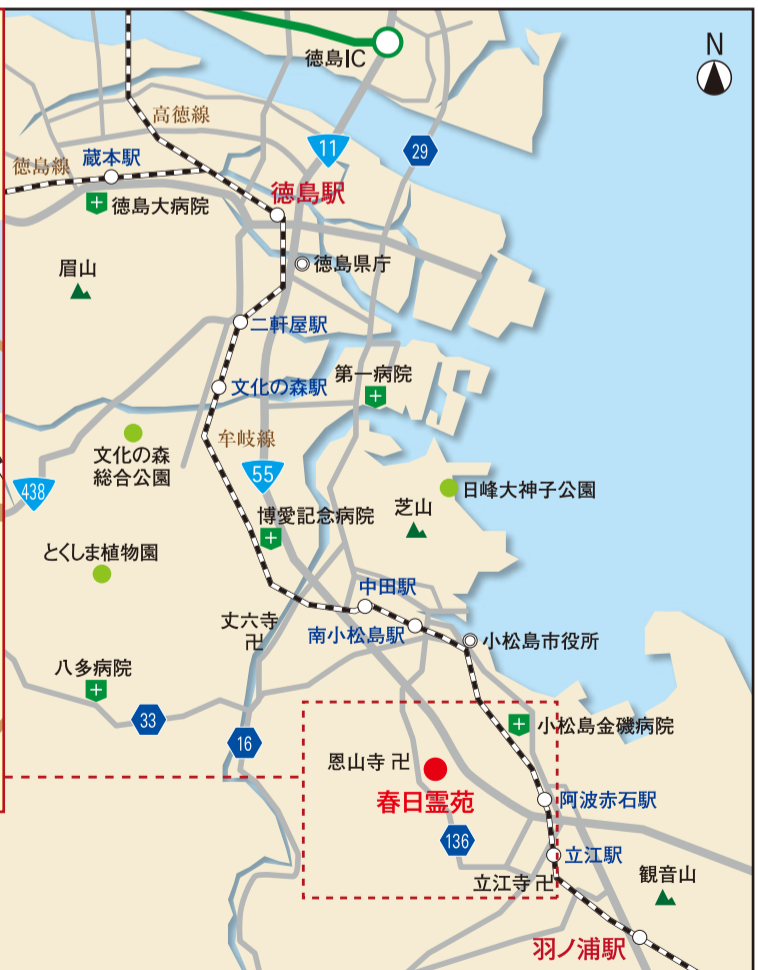 徳島IC
N
高徳線
11
29
徳島線
蔵本駅
徳島駅
徳島大病院
徳島県庁
眉山
二軒屋駅
文化の森駅
第一病院
牟岐線
文化の森
総合公園
55
438
日峰大神子公園
博愛記念病院
芝山
とくしま植物園
中田駅
丈六寺
卍
南小松島駅
小松島市役所
八多病院
33
16
小松島金磯病院
恩山寺 卍
春日霊苑
阿波赤石駅
136
立江駅
立江寺 卍
観音山
羽ノ浦駅